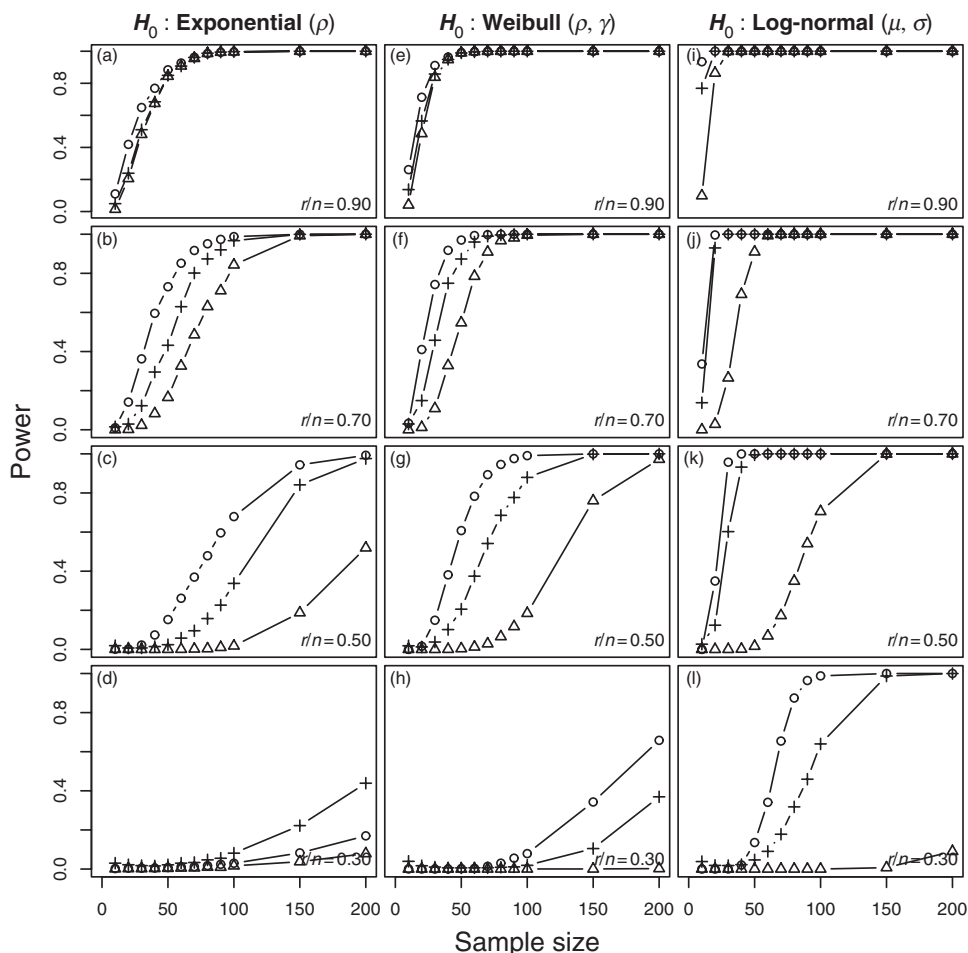 H₀ : Exponential (ρ)
H₀ : Weibull (ρ, γ)
H₀ : Log-normal (μ, σ)
(a)
(e)
(i)
0.8
0.4
0.0
r/n=0.90
r/n=0.90
r/n=0.90
(b)
(f)
(j)
0.8
0.4
0.0
r/n=0.70
r/n=0.70
r/n=0.70
Power
(c)
(g)
(k)
0.8
0.4
0.0
r/n=0.50
r/n=0.50
r/n=0.50
(d)
(h)
(l)
0.8
0.4
0.0
r/n=0.30
r/n=0.30
r/n=0.30
0 50 100 150 200
0 50 100 150 200
0 50 100 150 200
Sample size